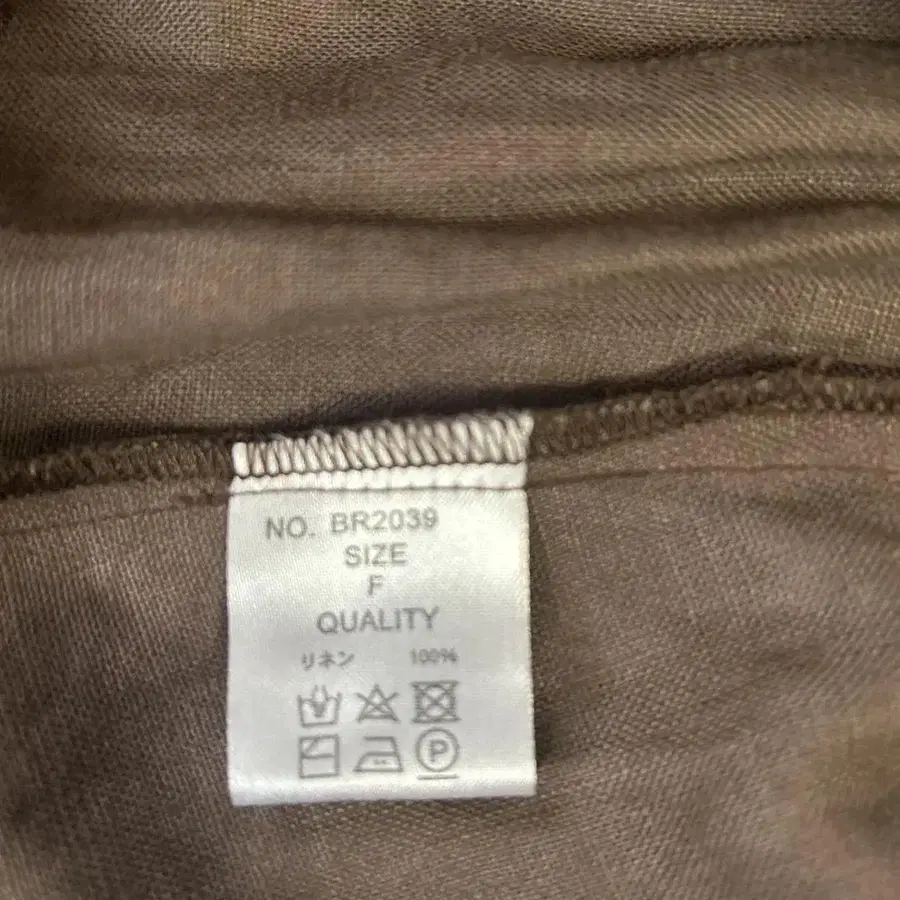 NO. BR2039
SIZE
F
QUALITY
リネン 100%
P